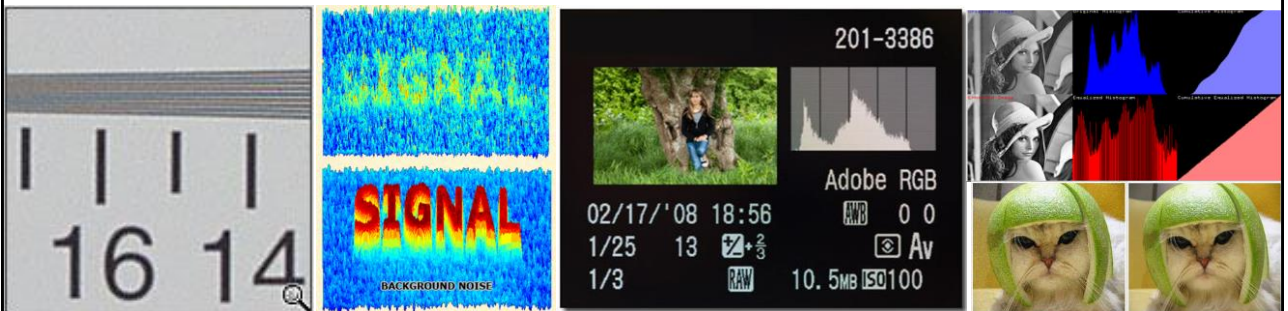 16 14
SIGNAL
SIGNAL
BACKGROUND NOISE
201-3386
Adobe RGB
02/17/'08 18:56 AWB 0 0
1/25 13 +2/3 Av
1/3 RAW 10.5MB ISO100
Original Histogram
Cumulative Histogram
Equalized Histogram
Cumulative Equalized Histogram